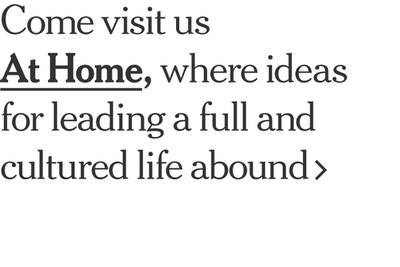 Come visit us
At Home, where ideas
for leading a full and
cultured life abound >